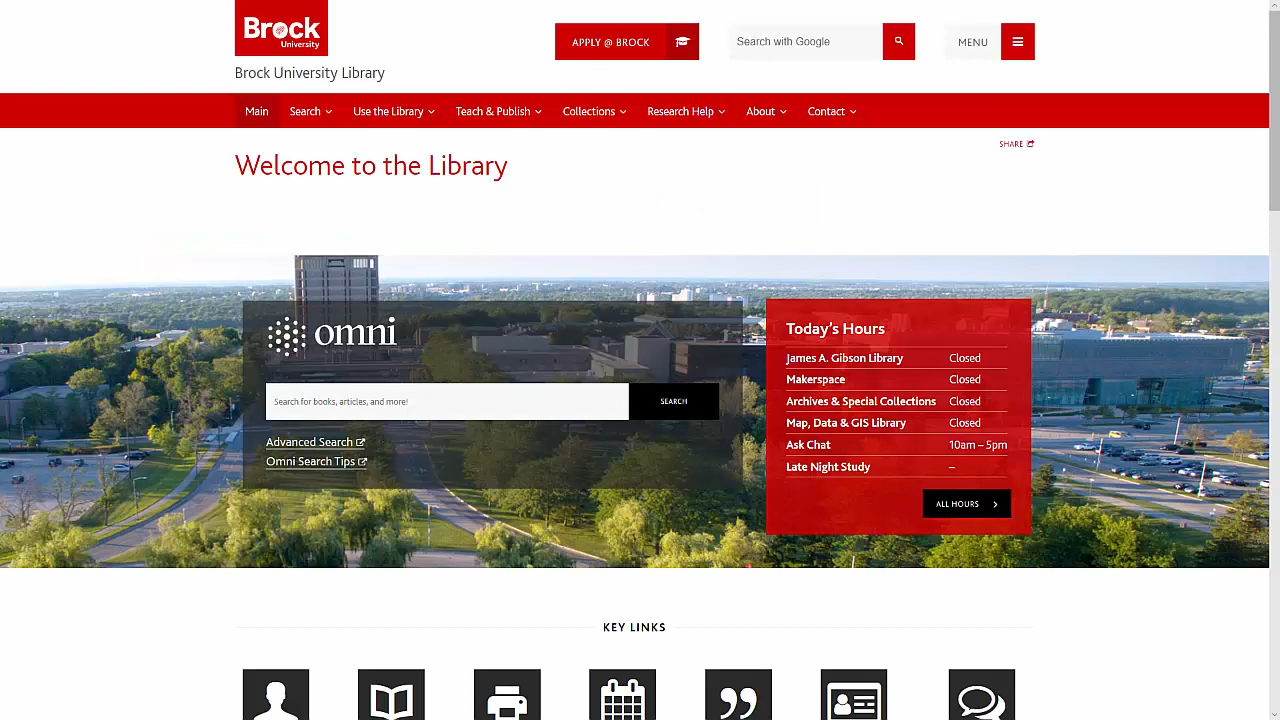 Brock
University
APPLY @ BROCK
Search with Google
MENU
Brock University Library
Main Search Use the Library Teach & Publish Collections Research Help About Contact
SHARE
Welcome to the Library
omni
Search for books, articles, and more!
SEARCH
Advanced Search
Omni Search Tips
Today's Hours
James A. Gibson Library Closed
Makerspace Closed
Archives & Special Collections Closed
Map, Data & GIS Library Closed
Ask Chat 10am – 5pm
Late Night Study –
ALL HOURS
KEY LINKS